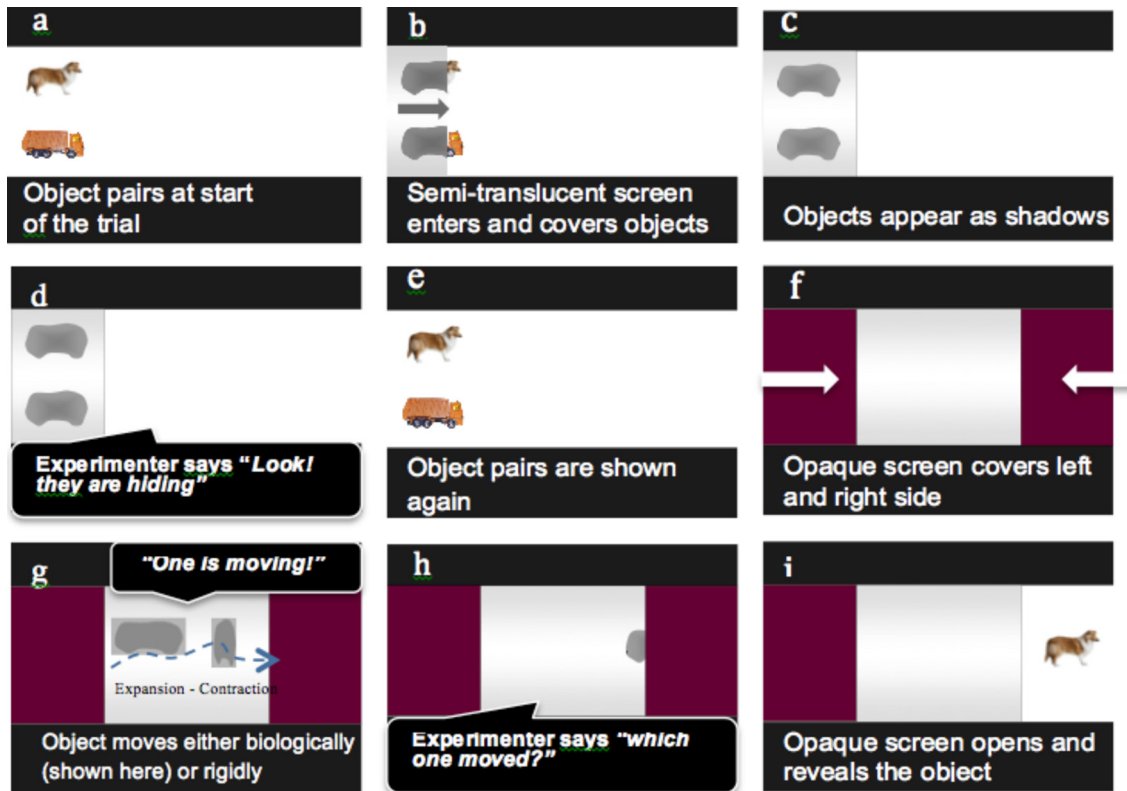 a
Object pairs at start
of the trial
b
Semi-translucent screen
enters and covers objects
c
Objects appear as shadows
d
Experimenter says “Look!
they are hiding”
e
Object pairs are shown
again
f
Opaque screen covers left
and right side
g
“One is moving!”
Expansion - Contraction
Object moves either biologically
(shown here) or rigidly
h
Experimenter says “which
one moved?”
i
Opaque screen opens and
reveals the object